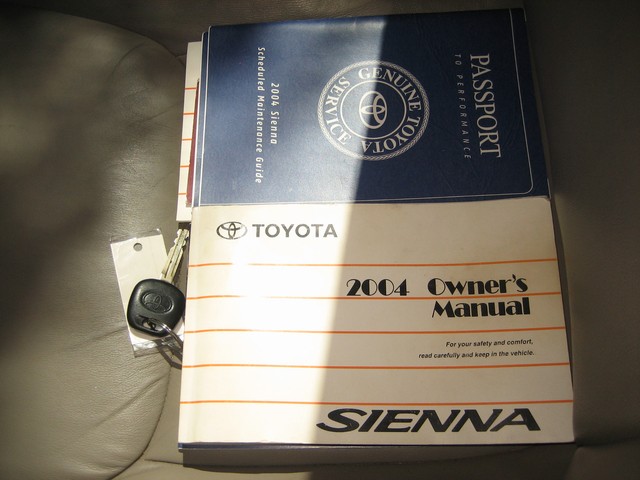 PASSPORT
TO PERFORMANCE
GENUINE TOYOTA
SERVICE
2004 Sienna
Scheduled Maintenance Guide
TOYOTA
2004 Owner's
Manual
For your safety and comfort,
read carefully and keep in the vehicle.
SIENNA